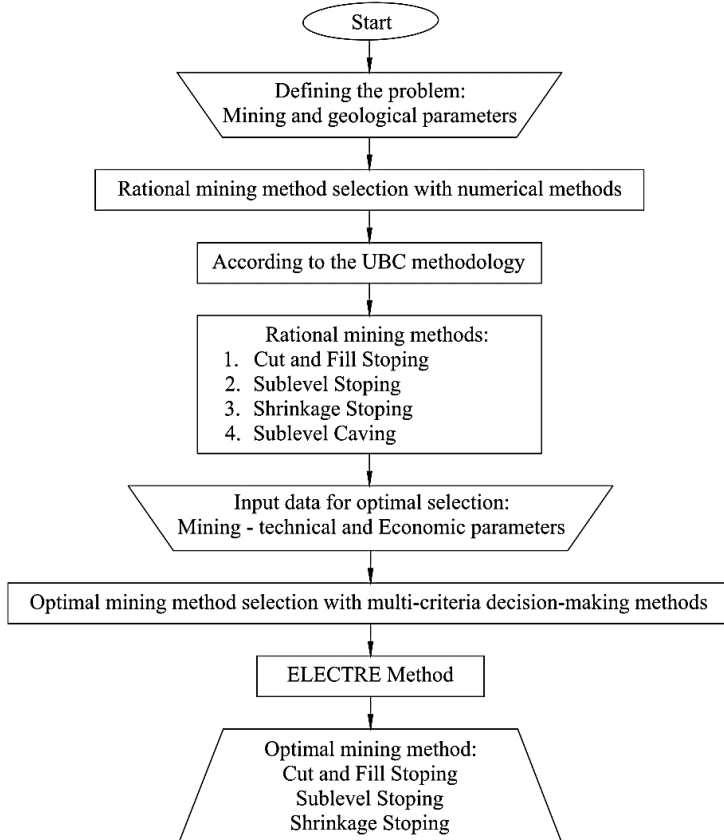 Start
Defining the problem:
Mining and geological parameters
Rational mining method selection with numerical methods
According to the UBC methodology
Rational mining methods:
1. Cut and Fill Stoping
2. Sublevel Stoping
3. Shrinkage Stoping
4. Sublevel Caving
Input data for optimal selection:
Mining - technical and Economic parameters
Optimal mining method selection with multi-criteria decision-making methods
ELECTRE Method
Optimal mining method:
Cut and Fill Stoping
Sublevel Stoping
Shrinkage Stoping